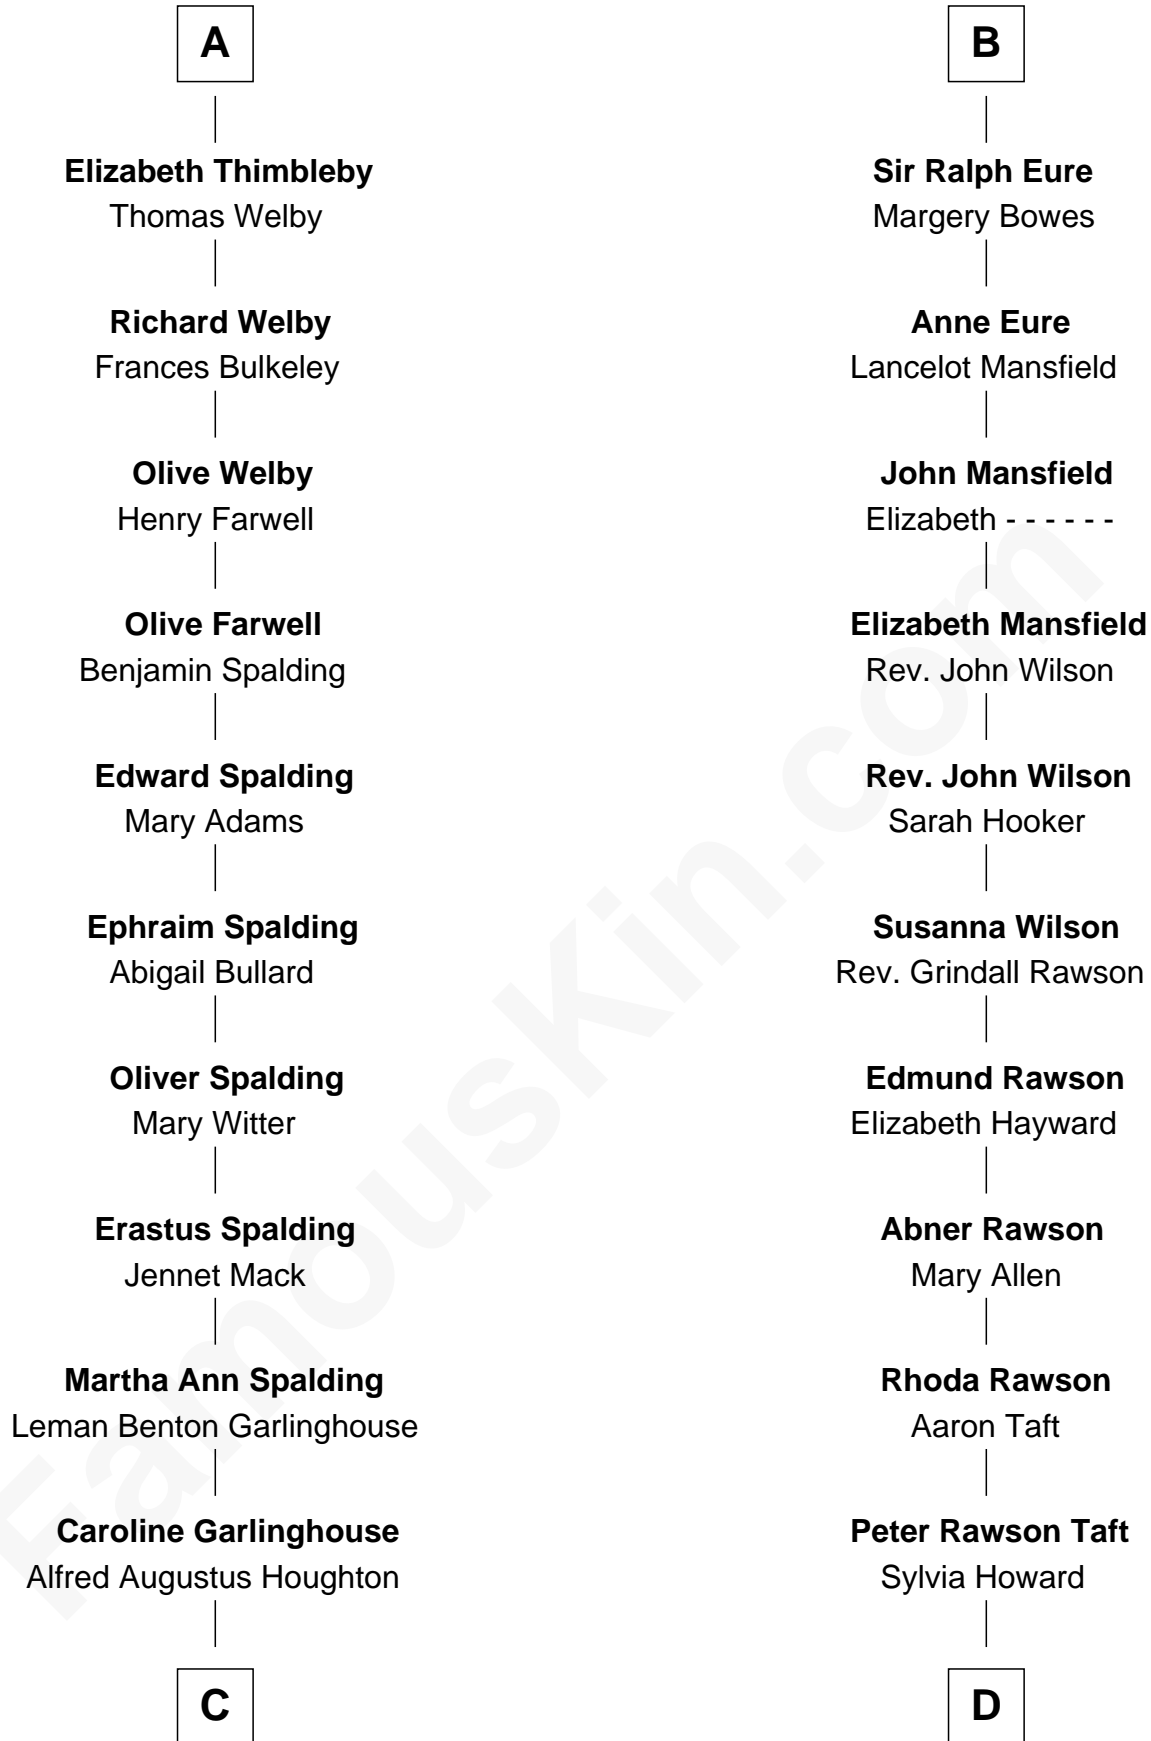 A
Elizabeth Thimbleby
Thomas Welby
Richard Welby
Frances Bulkeley
Olive Welby
Henry Farwell
Olive Farwell
Benjamin Spalding
Edward Spalding
Mary Adams
Ephraim Spalding
Abigail Bullard
Oliver Spalding
Mary Witter
Erastus Spalding
Jennet Mack
Martha Ann Spalding
Leman Benton Garlinghouse
Caroline Garlinghouse
Alfred Augustus Houghton
C
B
Sir Ralph Eure
Margery Bowes
Anne Eure
Lancelot Mansfield
John Mansfield
Elizabeth - - - - - -
Elizabeth Mansfield
Rev. John Wilson
Rev. John Wilson
Sarah Hooker
Susanna Wilson
Rev. Grindall Rawson
Edmund Rawson
Elizabeth Hayward
Abner Rawson
Mary Allen
Rhoda Rawson
Aaron Taft
Peter Rawson Taft
Sylvia Howard
D
FamousKin.com